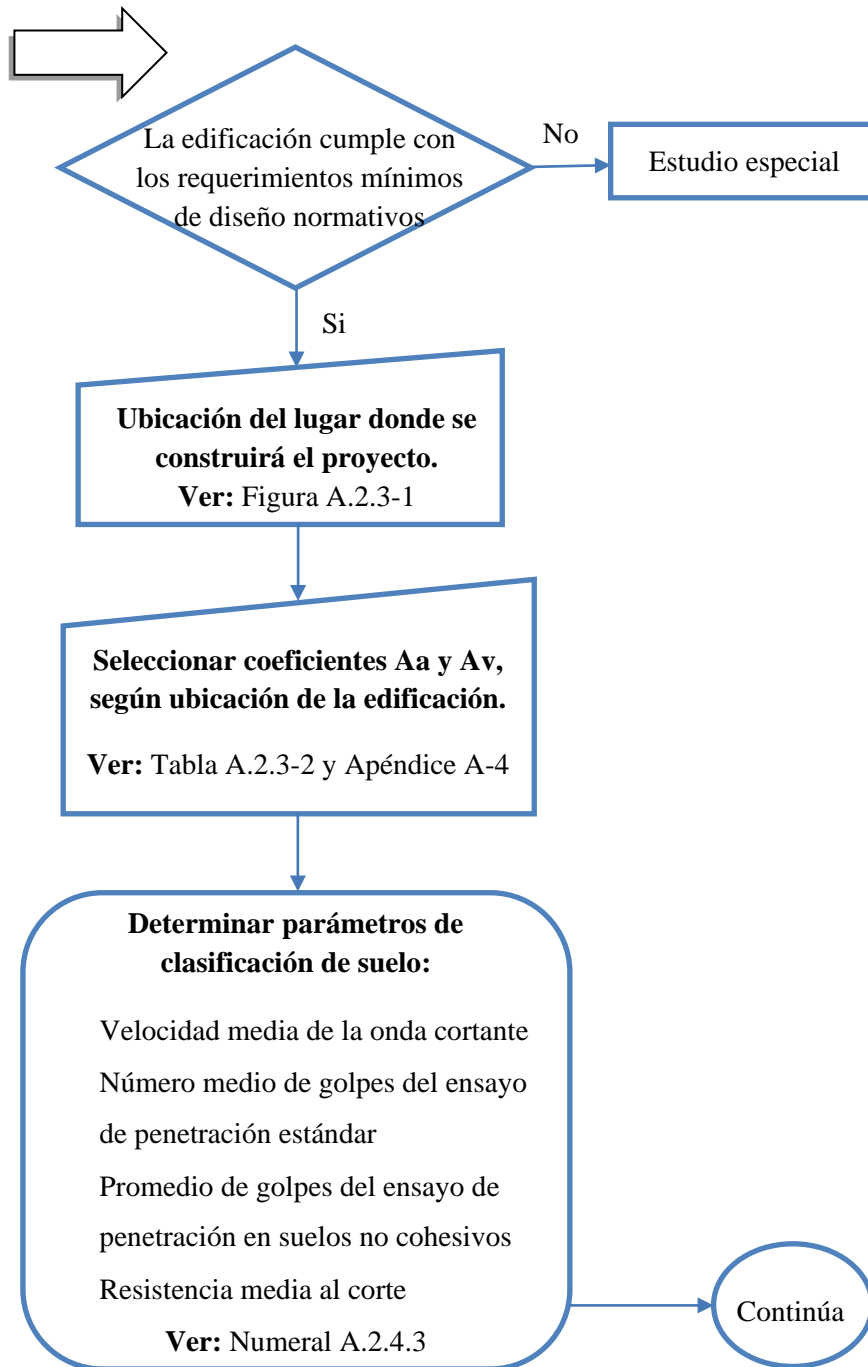 La edificación cumple con
los requerimientos mínimos
de diseño normativos
No
Estudio especial
Si
Ubicación del lugar donde se
construirá el proyecto.
Ver: Figura A.2.3-1
Seleccionar coeficientes Aa y Av,
según ubicación de la edificación.
Ver: Tabla A.2.3-2 y Apéndice A-4
Determinar parámetros de
clasificación de suelo:
Velocidad media de la onda cortante
Número medio de golpes del ensayo
de penetración estándar
Promedio de golpes del ensayo de
penetración en suelos no cohesivos
Resistencia media al corte
Ver: Numeral A.2.4.3
Continúa